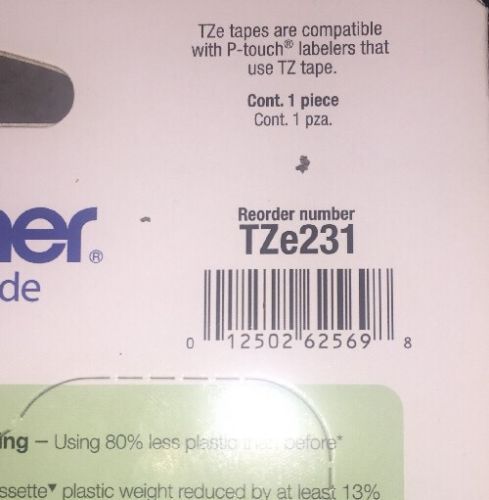 TZe tapes are compatible
with P-touch® labelers that
use TZ tape.
Cont. 1 piece
Cont. 1 pza.
Reorder number
TZe231
ner®
de
0 12502 62569 8
ing – Using 80% less plastic than before*
ssette▼ plastic weight reduced by at least 13%